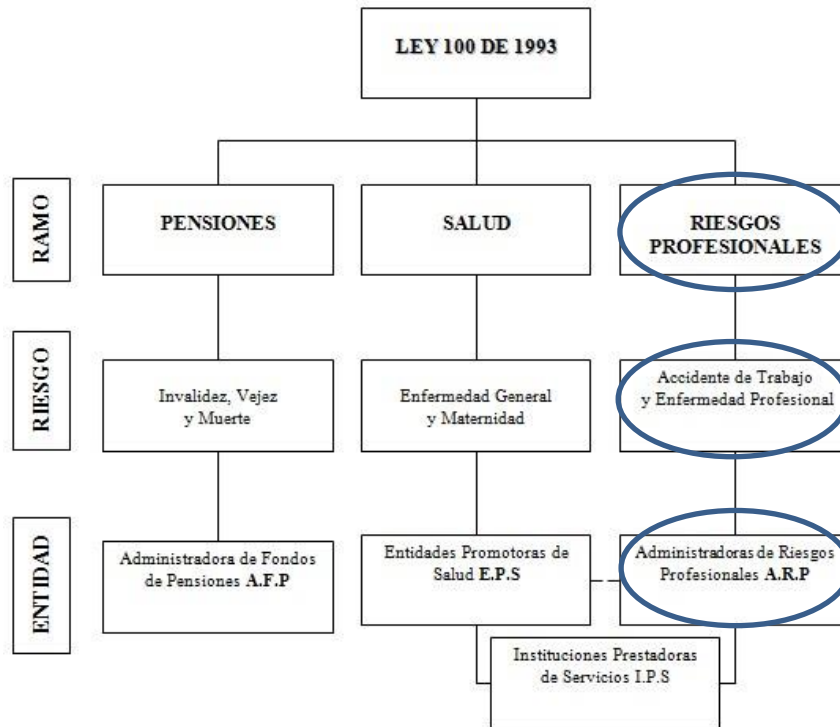 LEY 100 DE 1993
RAMO
PENSIONES
SALUD
RIESGOS
PROFESIONALES
RIESGO
Invalidez, Vejez
y Muerte
Enfermedad General
y Maternidad
Accidente de Trabajo
y Enfermedad Profesional
ENTIDAD
Administradora de Fondos
de Pensiones A.F.P
Entidades Promotoras de
Salud E.P.S
Administradoras de Riesgos
Profesionales A.R.P
Instituciones Prestadoras
de Servicios I.P.S